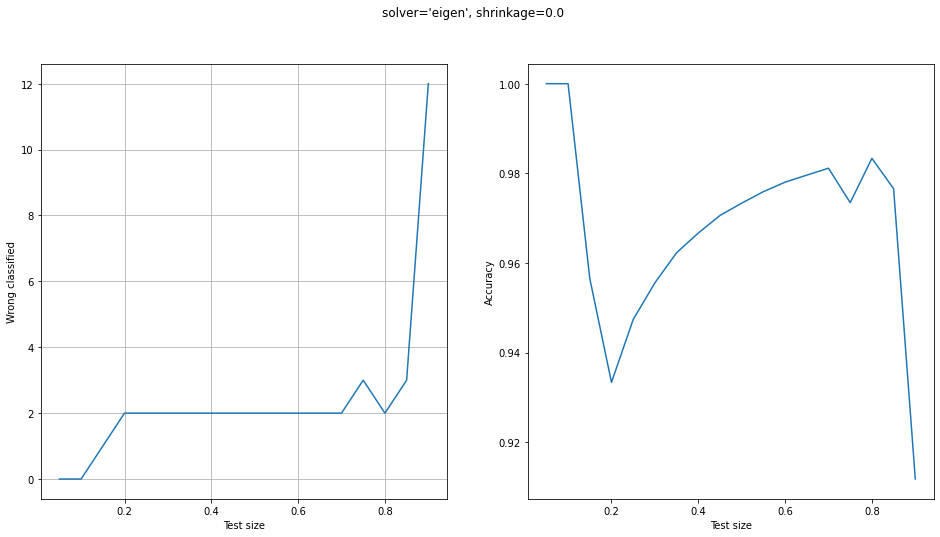 solver='eigen', shrinkage=0.0
Wrong classified
12
10
8
6
4
2
0
0.2 0.4 0.6 0.8
Test size
Accuracy
1.00
0.98
0.96
0.94
0.92
0.2 0.4 0.6 0.8
Test size